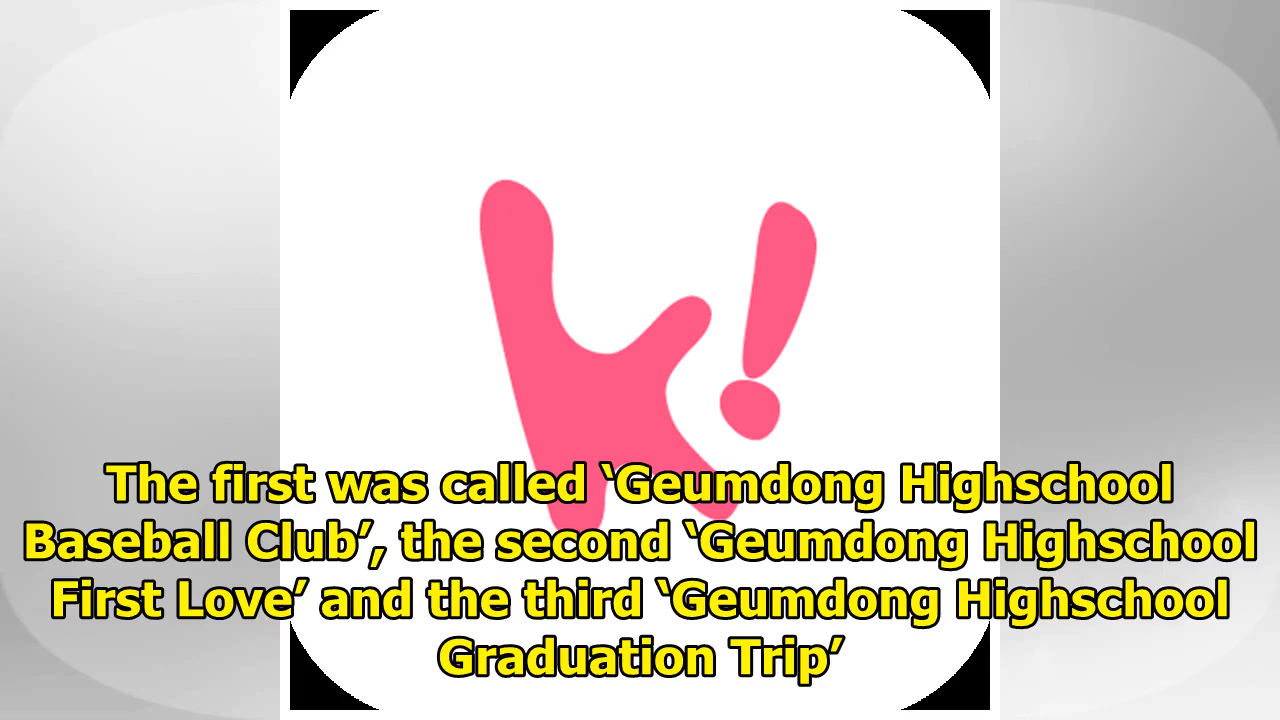 k!
The first was called ‘Geumdong Highschool
Baseball Club’, the second ‘Geumdong Highschool
First Love’ and the third ‘Geumdong Highschool
Graduation Trip’